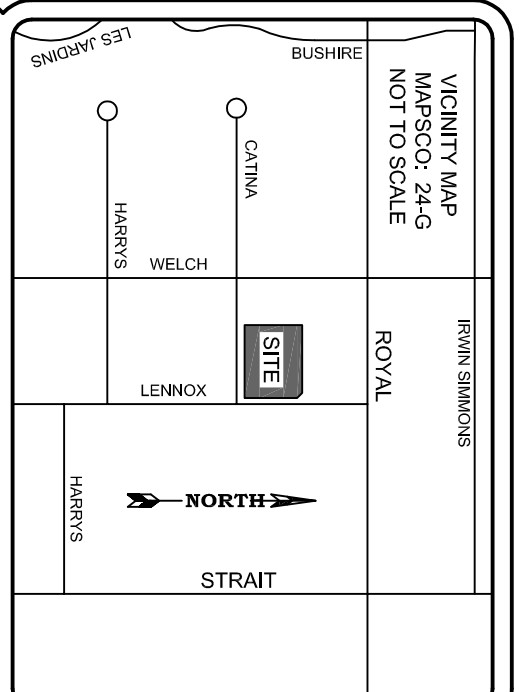 VICINITY MAP
MAPSCO: 24-G
NOT TO SCALE
LES JARDINS
BUSHIRE
CATINA
HARRYS
WELCH
IRWIN SIMMONS
ROYAL
SITE
LENNOX
HARRYS
NORTH
STRAIT